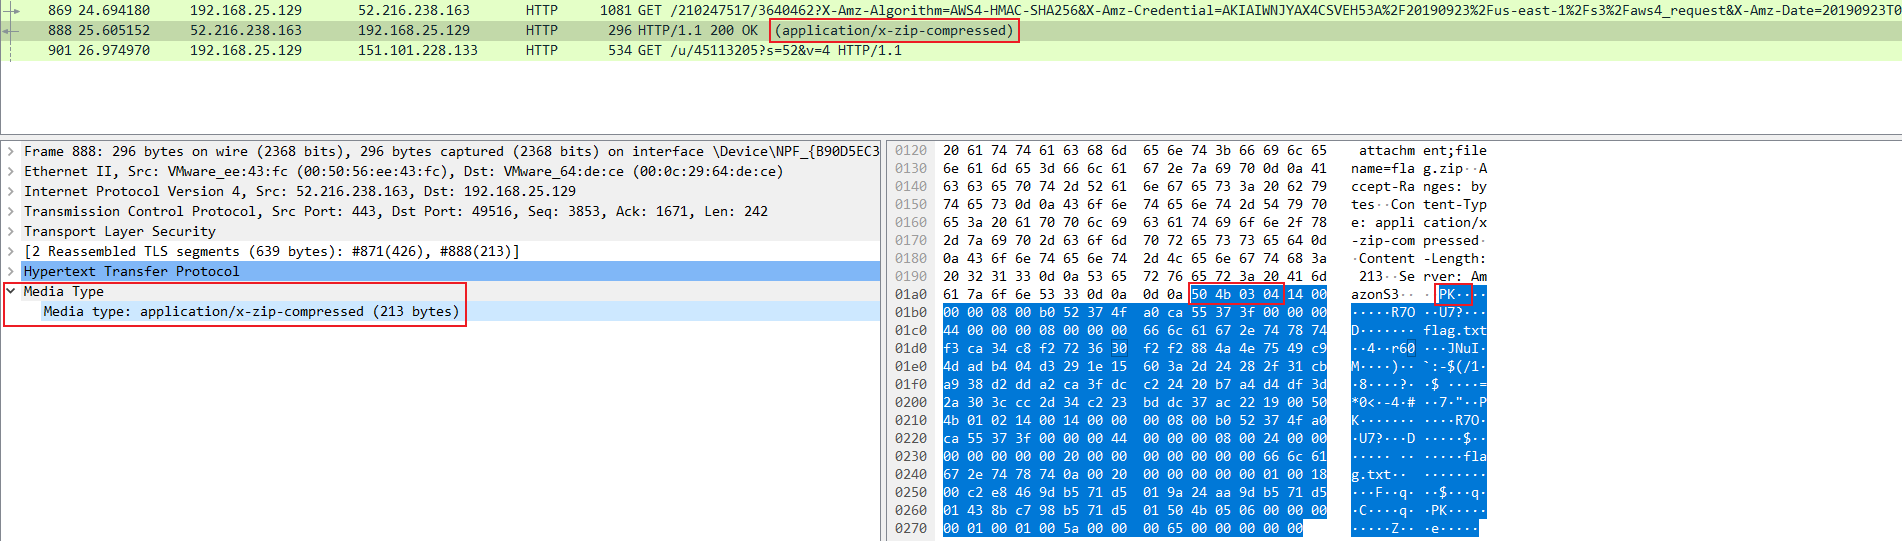 869 24.694180 192.168.25.129 52.216.238.163 HTTP 1081 GET /210247517/3640462?X-Amz-Algorithm=AWS4-HMAC-SHA256&X-Amz-Credential=AKIAIWNJYAX4CSVEH53A%2F20190923%2Fus-east-1%2Fs3%2Faws4_request&X-Amz-Date=20190923T0
888 25.605152 52.216.238.163 192.168.25.129 HTTP 296 HTTP/1.1 200 OK (application/x-zip-compressed)
901 26.974970 192.168.25.129 151.101.228.133 HTTP 534 GET /u/45113205?s=52&v=4 HTTP/1.1
Frame 888: 296 bytes on wire (2368 bits), 296 bytes captured (2368 bits) on interface \Device\NPF_{B90D5EC3
Ethernet II, Src: VMware_ee:43:fc (00:50:56:ee:43:fc), Dst: VMware_64:de:ce (00:0c:29:64:de:ce)
Internet Protocol Version 4, Src: 52.216.238.163, Dst: 192.168.25.129
Transmission Control Protocol, Src Port: 443, Dst Port: 49516, Seq: 3853, Ack: 1671, Len: 242
Transport Layer Security
[2 Reassembled TLS segments (639 bytes): #871(426), #888(213)]
Hypertext Transfer Protocol
Media Type
Media type: application/x-zip-compressed (213 bytes)
0120 20 61 74 74 61 63 68 6d 65 6e 74 3b 66 69 6c 65 attachm ent;file
0130 6e 61 6d 65 3d 66 6c 61 67 2e 7a 69 70 0d 0a 41 name=fla g.zip··A
0140 63 63 65 70 74 2d 52 61 6e 67 65 73 3a 20 62 79 ccept-Ra nges: by
0150 74 65 73 0d 0a 43 6f 6e 74 65 6e 74 2d 54 79 70 tes··Con tent-Typ
0160 65 3a 20 61 70 70 6c 69 63 61 74 69 6f 6e 2f 78 e: appli cation/x
0170 2d 7a 69 70 2d 63 6f 6d 70 72 65 73 73 65 64 0d -zip-com pressed·
0180 0a 43 6f 6e 74 65 6e 74 2d 4c 65 6e 67 74 68 3a ·Content -Length:
0190 20 32 31 33 0d 0a 53 65 72 76 65 72 3a 20 41 6d 213··Se rver: Am
01a0 61 7a 6f 6e 53 33 0d 0a 0d 0a 50 4b 03 04 14 00 azonS3·· ··PK····
01b0 00 00 08 00 b0 52 37 4f a0 ca 55 37 3f 00 00 00 ·····R7O ··U7?···
01c0 44 00 00 00 08 00 00 00 66 6c 61 67 2e 74 78 74 D······· flag.txt
01d0 f3 ca 34 c8 f2 72 36 30 f2 f2 88 4a 4e 75 49 c9 ··4··r60 ···JNuI·
01e0 4d ad b4 04 d3 29 1e 15 60 3a 2d 24 28 2f 31 cb M····)·· `:-$(/1·
01f0 a9 38 d2 dd a2 ca 3f dc c2 24 20 b7 a4 d4 df 3d ·8····?· ·$ ····=
0200 2a 30 3c cc 2d 34 c2 23 bd dc 37 ac 22 19 00 50 *0<·-4·# ··7·"··P
0210 4b 01 02 14 00 14 00 00 00 08 00 b0 52 37 4f a0 K······· ····R7O·
0220 ca 55 37 3f 00 00 00 44 00 00 00 08 00 24 00 00 ·U7?···D ·····$··
0230 00 00 00 00 00 20 00 00 00 00 00 00 00 66 6c 61 ····· ·· ·····fla
0240 67 2e 74 78 74 0a 00 20 00 00 00 00 00 01 00 18 g.txt·· ········
0250 00 c2 e8 46 9d b5 71 d5 01 9a 24 aa 9d b5 71 d5 ···F··q· ··$···q·
0260 01 43 8b c7 98 b5 71 d5 01 50 4b 05 06 00 00 00 ·C····q· ·PK·····
0270 00 01 00 01 00 5a 00 00 00 65 00 00 00 00 00 ·····Z·· ·e·····